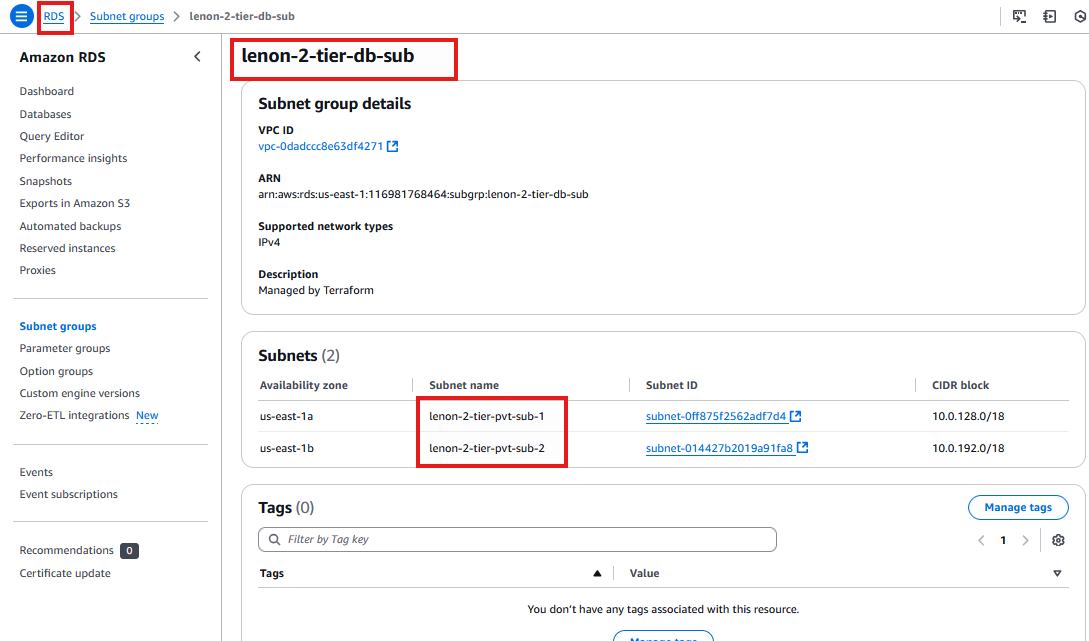 RDS > Subnet groups > lenon-2-tier-db-sub
Amazon RDS
Dashboard
Databases
Query Editor
Performance insights
Snapshots
Exports in Amazon S3
Automated backups
Reserved instances
Proxies
Subnet groups
Parameter groups
Option groups
Custom engine versions
Zero-ETL integrations New
Events
Event subscriptions
Recommendations 0
Certificate update
lenon-2-tier-db-sub
Subnet group details
VPC ID
vpc-0dadccc8e63df4271
ARN
arn:aws:rds:us-east-1:116981768464:subgrp:lenon-2-tier-db-sub
Supported network types
IPv4
Description
Managed by Terraform
Subnets (2)
Availability zone Subnet name Subnet ID CIDR block
us-east-1a lenon-2-tier-pvt-sub-1 subnet-0ff875f2562adf7d4 10.0.128.0/18
us-east-1b lenon-2-tier-pvt-sub-2 subnet-014427b2019a91fa8 10.0.192.0/18
Tags (0) Manage tags
Filter by Tag key 1
Tags Value
You don't have any tags associated with this resource.
Manage tags